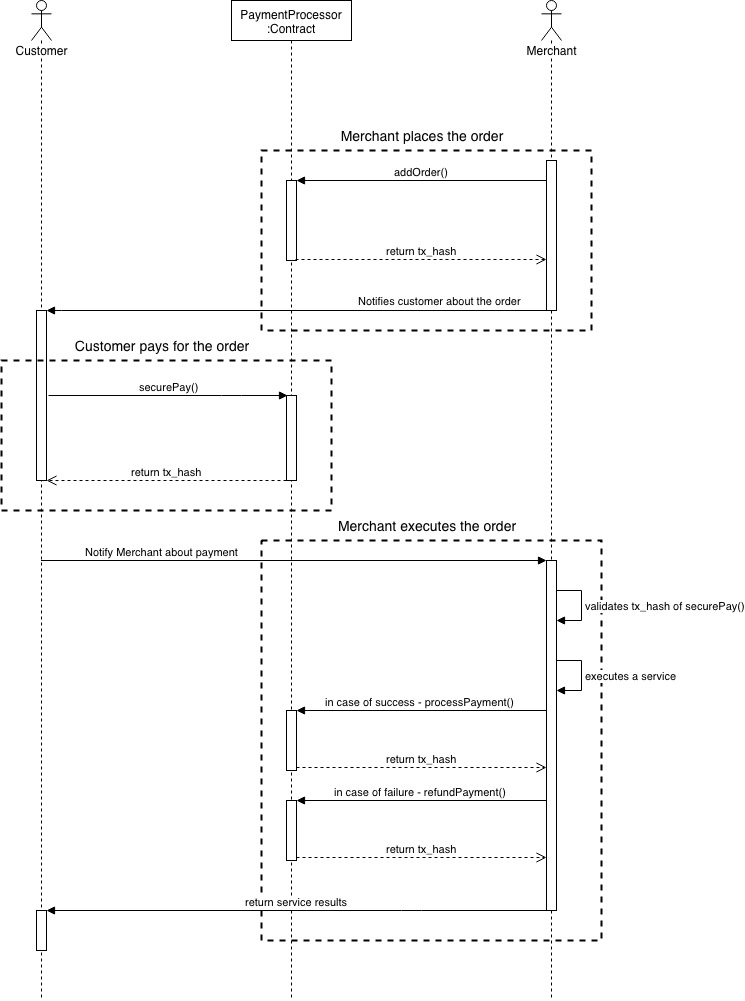 PaymentProcessor
:Contract
Customer
Merchant
Merchant places the order
addOrder()
return tx_hash
Notifies customer about the order
Customer pays for the order
securePay()
return tx_hash
Merchant executes the order
Notify Merchant about payment
validates tx_hash of securePay()
executes a service
in case of success - processPayment()
return tx_hash
in case of failure - refundPayment()
return tx_hash
return service results